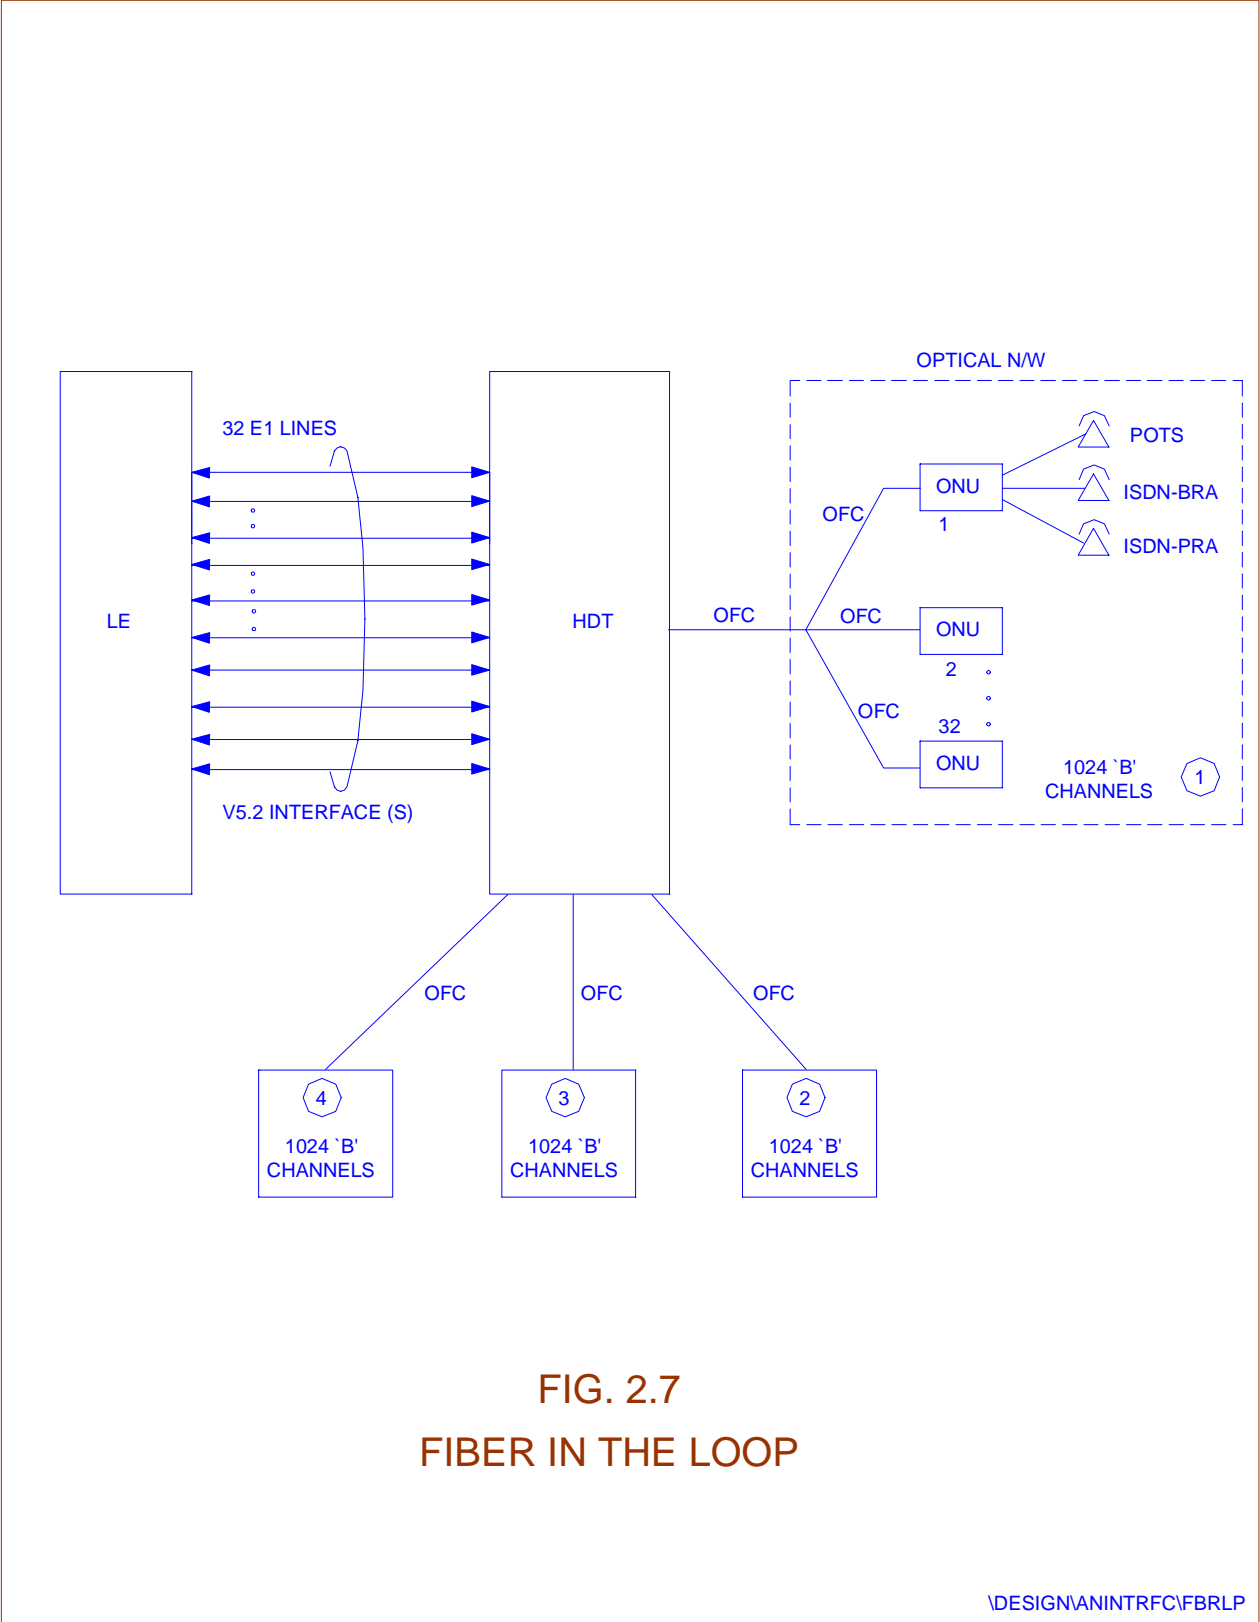 OPTICAL N/W
32 E1 LINES
POTS
ONU
ISDN-BRA
OFC
1
ISDN-PRA
LE
HDT
OFC
OFC
ONU
2
OFC
32
ONU
1024 `B'
CHANNELS
1
V5.2 INTERFACE (S)
OFC
OFC
OFC
4
1024 `B'
CHANNELS
3
1024 `B'
CHANNELS
2
1024 `B'
CHANNELS
FIG. 2.7
FIBER IN THE LOOP
\DESIGN\ANINTRFC\FBRLP